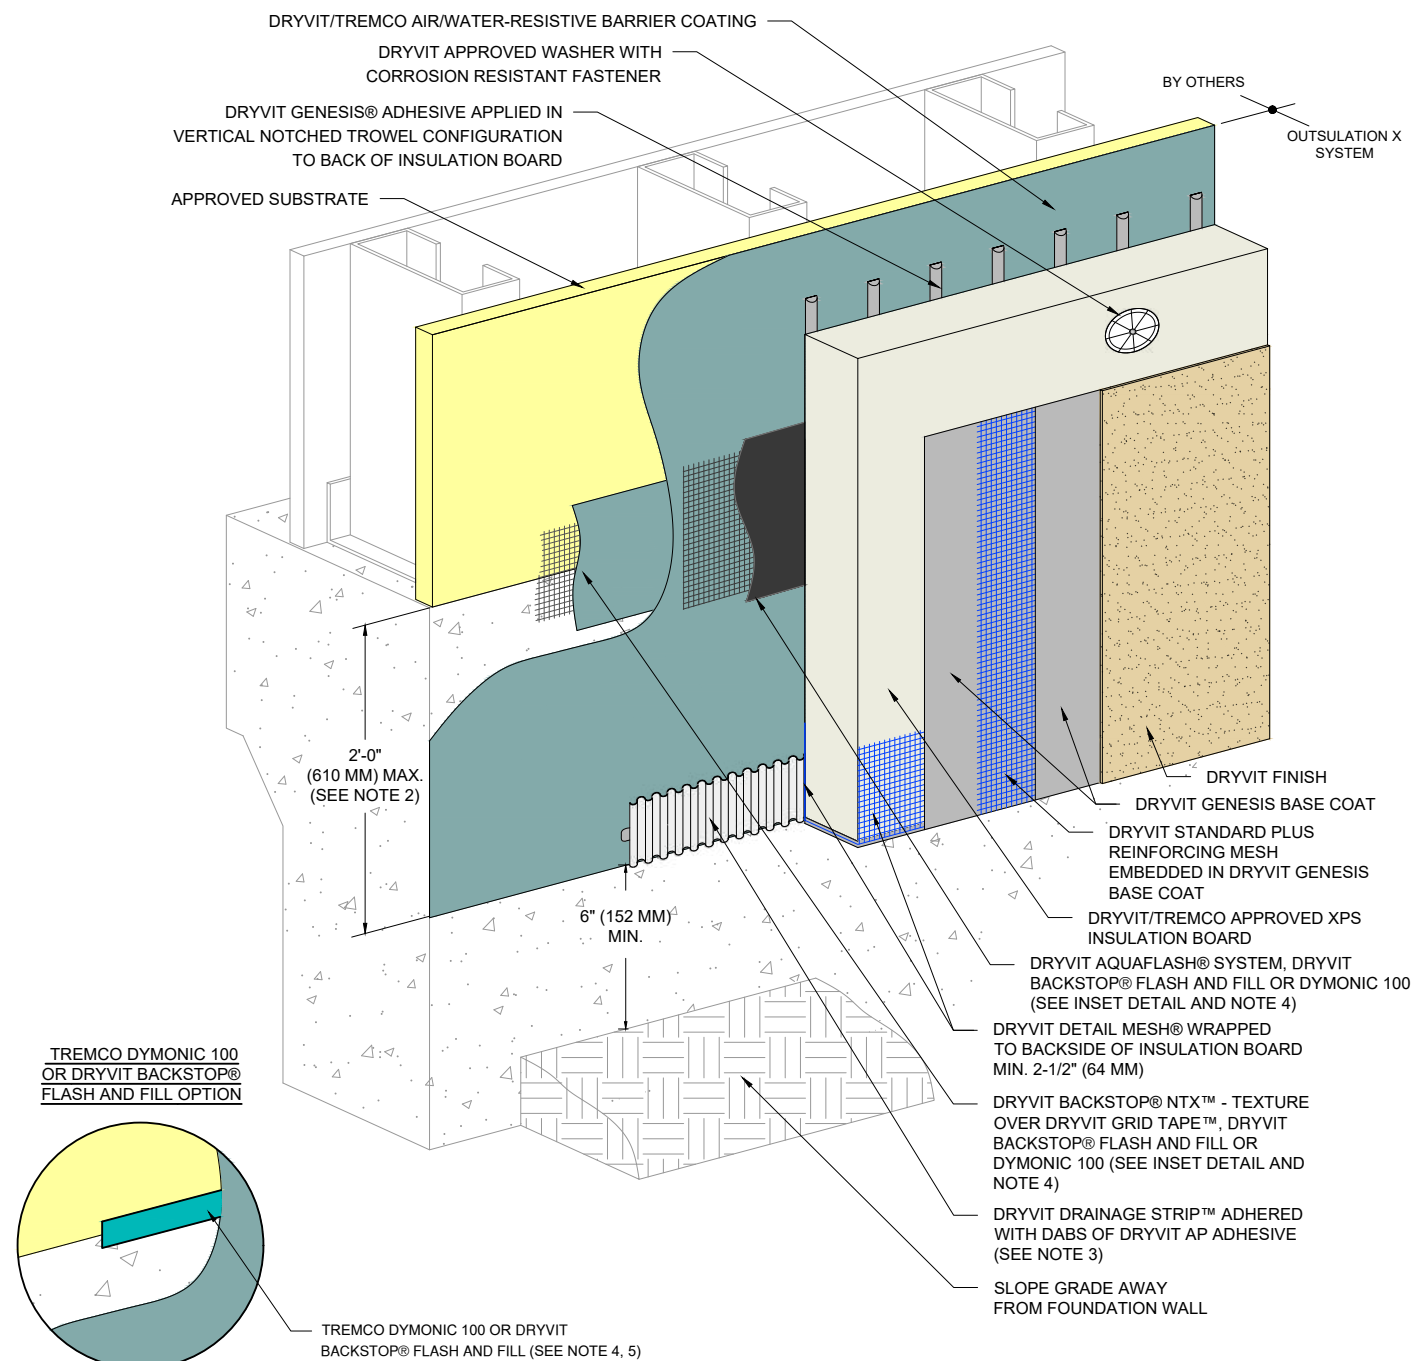 DRYVIT/TREMCO AIR/WATER-RESISTIVE BARRIER COATING
DRYVIT APPROVED WASHER WITH
CORROSION RESISTANT FASTENER
DRYVIT GENESIS® ADHESIVE APPLIED IN
VERTICAL NOTCHED TROWEL CONFIGURATION
TO BACK OF INSULATION BOARD
APPROVED SUBSTRATE
BY OTHERS
OUTSULATION X
SYSTEM
2'-0"
(610 MM) MAX.
(SEE NOTE 2)
6" (152 MM)
MIN.
DRYVIT FINISH
DRYVIT GENESIS BASE COAT
DRYVIT STANDARD PLUS
REINFORCING MESH
EMBEDDED IN DRYVIT GENESIS
BASE COAT
DRYVIT/TREMCO APPROVED XPS
INSULATION BOARD
DRYVIT AQUAFLASH® SYSTEM, DRYVIT
BACKSTOP® FLASH AND FILL OR DYMONIC 100
(SEE INSET DETAIL AND NOTE 4)
DRYVIT DETAIL MESH® WRAPPED
TO BACKSIDE OF INSULATION BOARD
MIN. 2-1/2" (64 MM)
DRYVIT BACKSTOP® NTX™ - TEXTURE
OVER DRYVIT GRID TAPE™, DRYVIT
BACKSTOP® FLASH AND FILL OR
DYMONIC 100 (SEE INSET DETAIL AND
NOTE 4)
DRYVIT DRAINAGE STRIP™ ADHERED
WITH DABS OF DRYVIT AP ADHESIVE
(SEE NOTE 3)
SLOPE GRADE AWAY
FROM FOUNDATION WALL
TREMCO DYMONIC 100
OR DRYVIT BACKSTOP®
FLASH AND FILL OPTION
TREMCO DYMONIC 100 OR DRYVIT
BACKSTOP® FLASH AND FILL (SEE NOTE 4, 5)